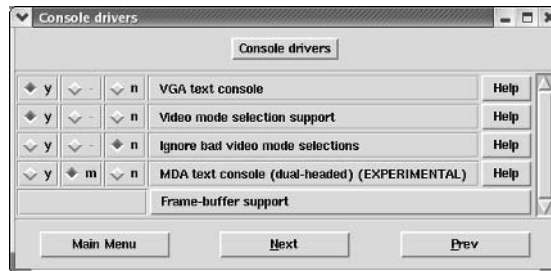 Console drivers
Console drivers
y - n VGA text console Help
y - n Video mode selection support Help
y - n Ignore bad video mode selections Help
y m n MDA text console (dual-headed) (EXPERIMENTAL) Help
Frame-buffer support
Main Menu Next Prev